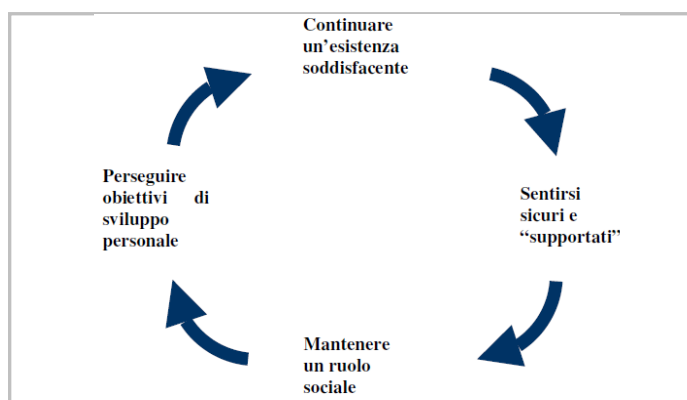 Continuare
un’esistenza
soddisfacente
Sentirsi
sicuri e
“supportati”
Mantenere
un ruolo
sociale
Perseguire
obiettivi di
sviluppo
personale